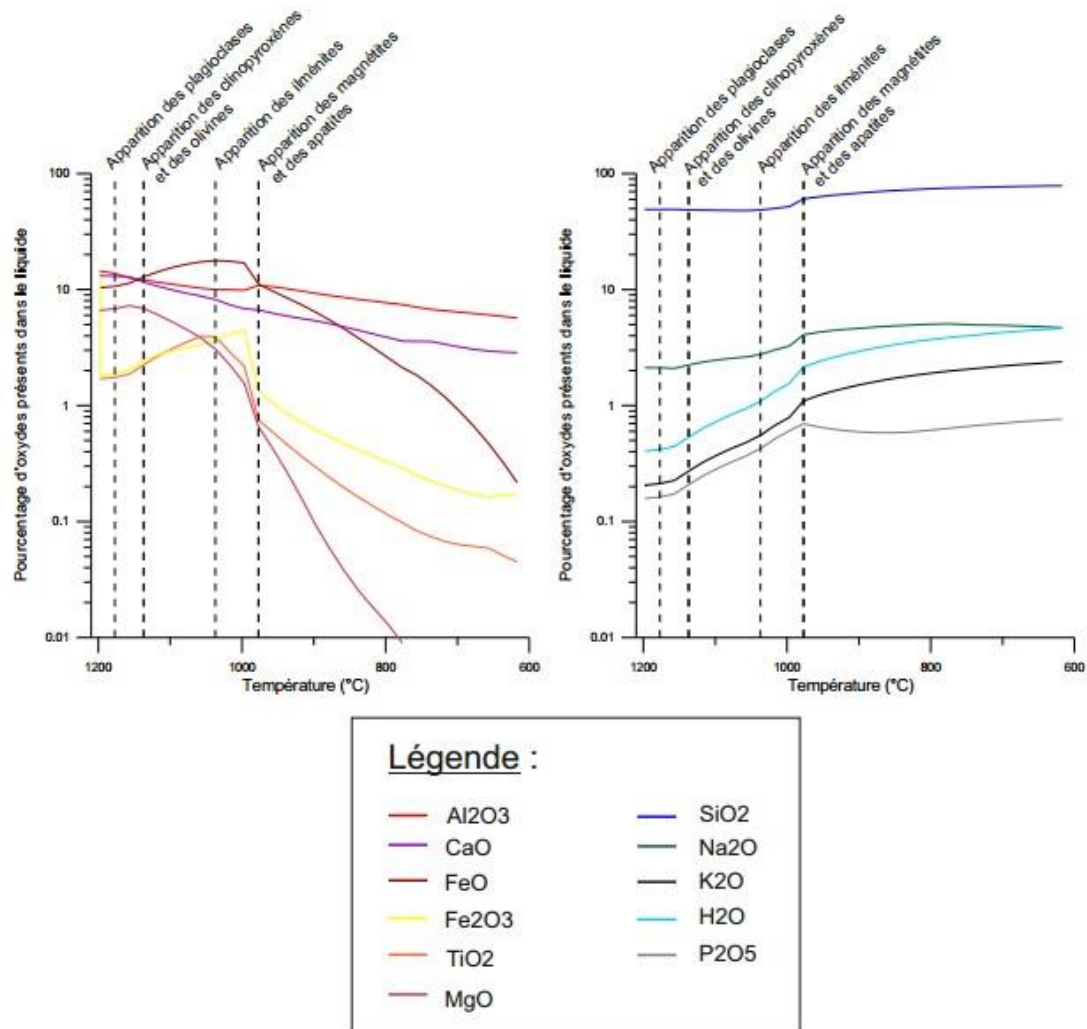 Apparition des plagioclases
Apparition des clinopyroxènes
et des olivines
Apparition des ilménites
Apparition des magnétites
et des apatites
Pourcentage d'oxydes présents dans le liquide
100
10
1
0.1
0.01
1200
1000
800
600
Température (°C)
Apparition des plagioclases
Apparition des clinopyroxènes
et des olivines
Apparition des ilménites
Apparition des magnétites
et des apatites
Pourcentage d'oxydes présents dans le liquide
100
10
1
0.1
0.01
1200
1000
800
600
Température (°C)
Légende :
Al2O3
CaO
FeO
Fe2O3
TiO2
MgO
SiO2
Na2O
K2O
H2O
P2O5